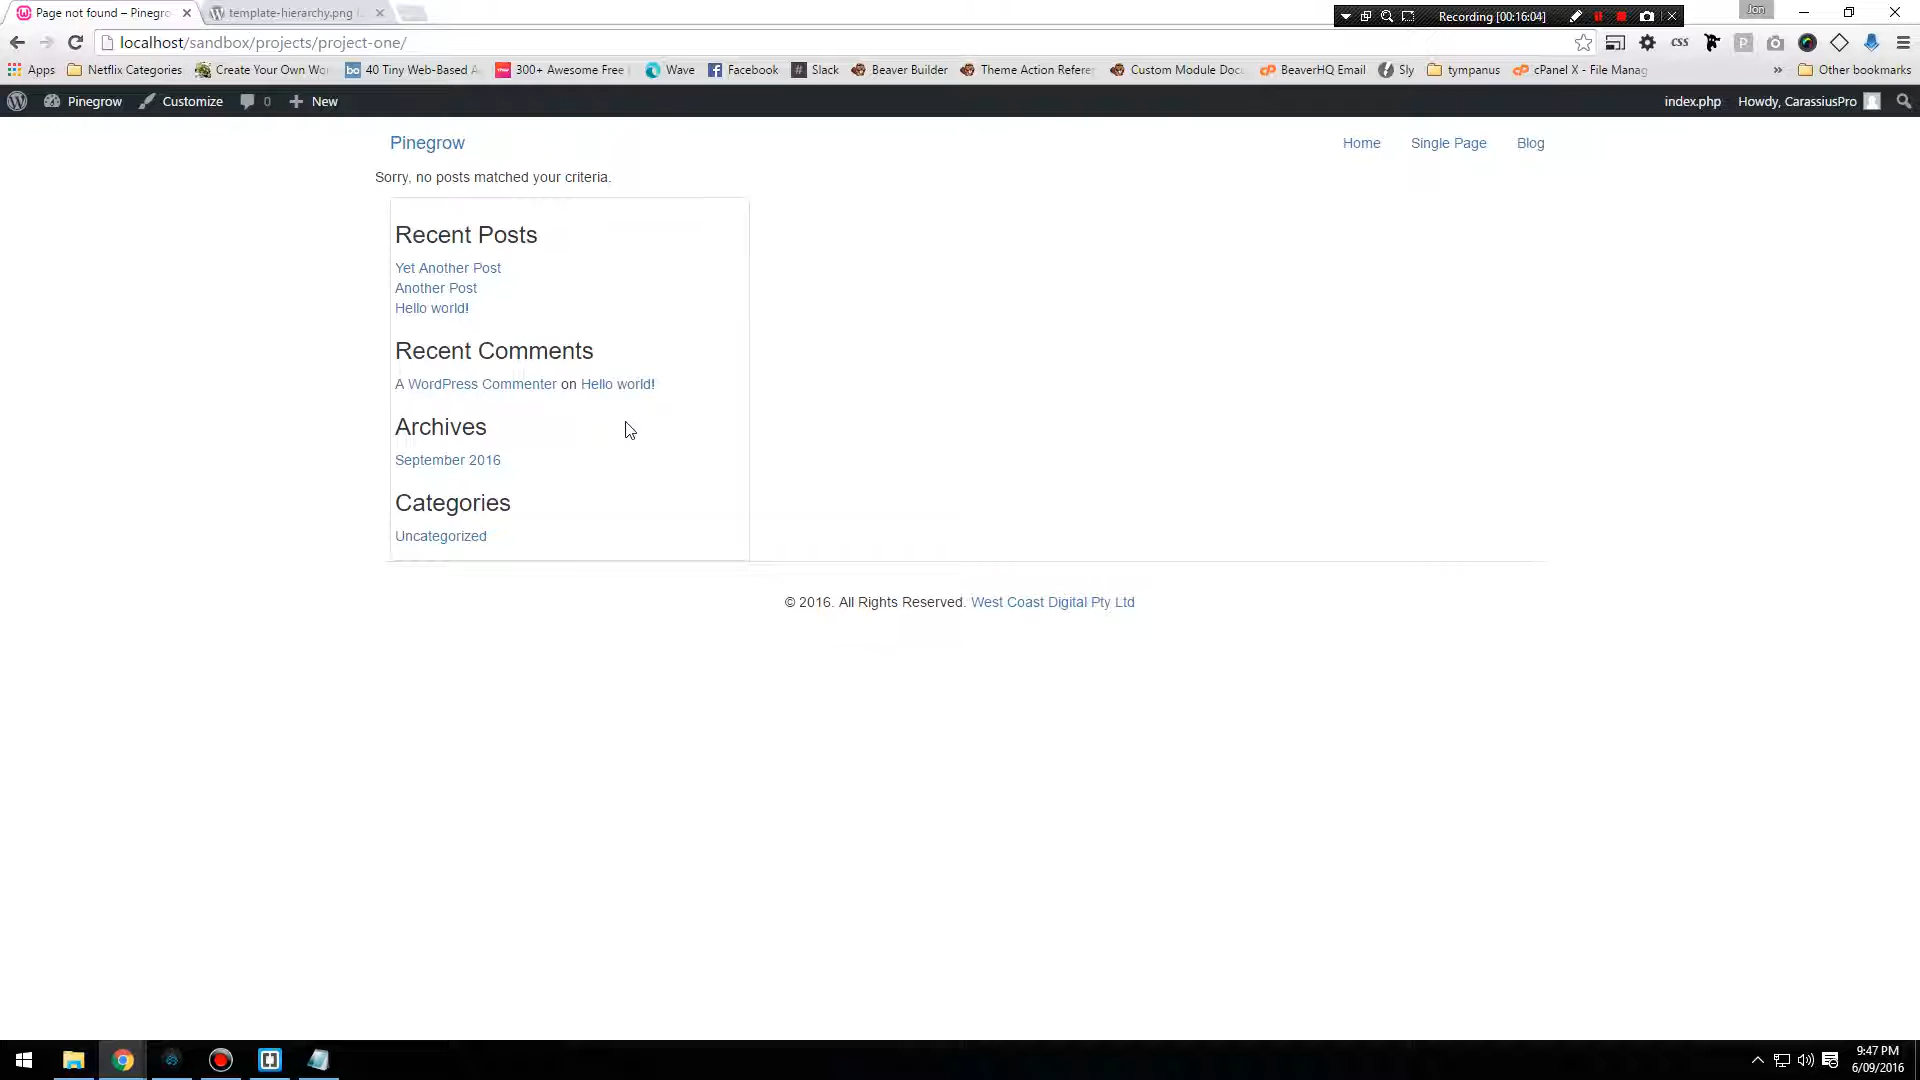 Page not found – Pinegro
template-hierarchy.png
Recording [00:16:04]
Jon
localhost/sandbox/projects/project-one/
CSS
Apps
Netflix Categories
Create Your Own Wo
bo
40 Tiny Web-Based A
300+ Awesome Free
Wave
Facebook
Slack
Beaver Builder
Theme Action Refere
Custom Module Docu
BeaverHQ Email
Sly
tympanus
cPanel X - File Manag
»
Other bookmarks
Pinegrow
Customize
0
New
index.php
Howdy, CarassiusPro
Pinegrow
Home
Single Page
Blog
Sorry, no posts matched your criteria.
Recent Posts
Yet Another Post
Another Post
Hello world!
Recent Comments
A WordPress Commenter on Hello world!
Archives
September 2016
Categories
Uncategorized
© 2016. All Rights Reserved. West Coast Digital Pty Ltd
9:47 PM
6/09/2016